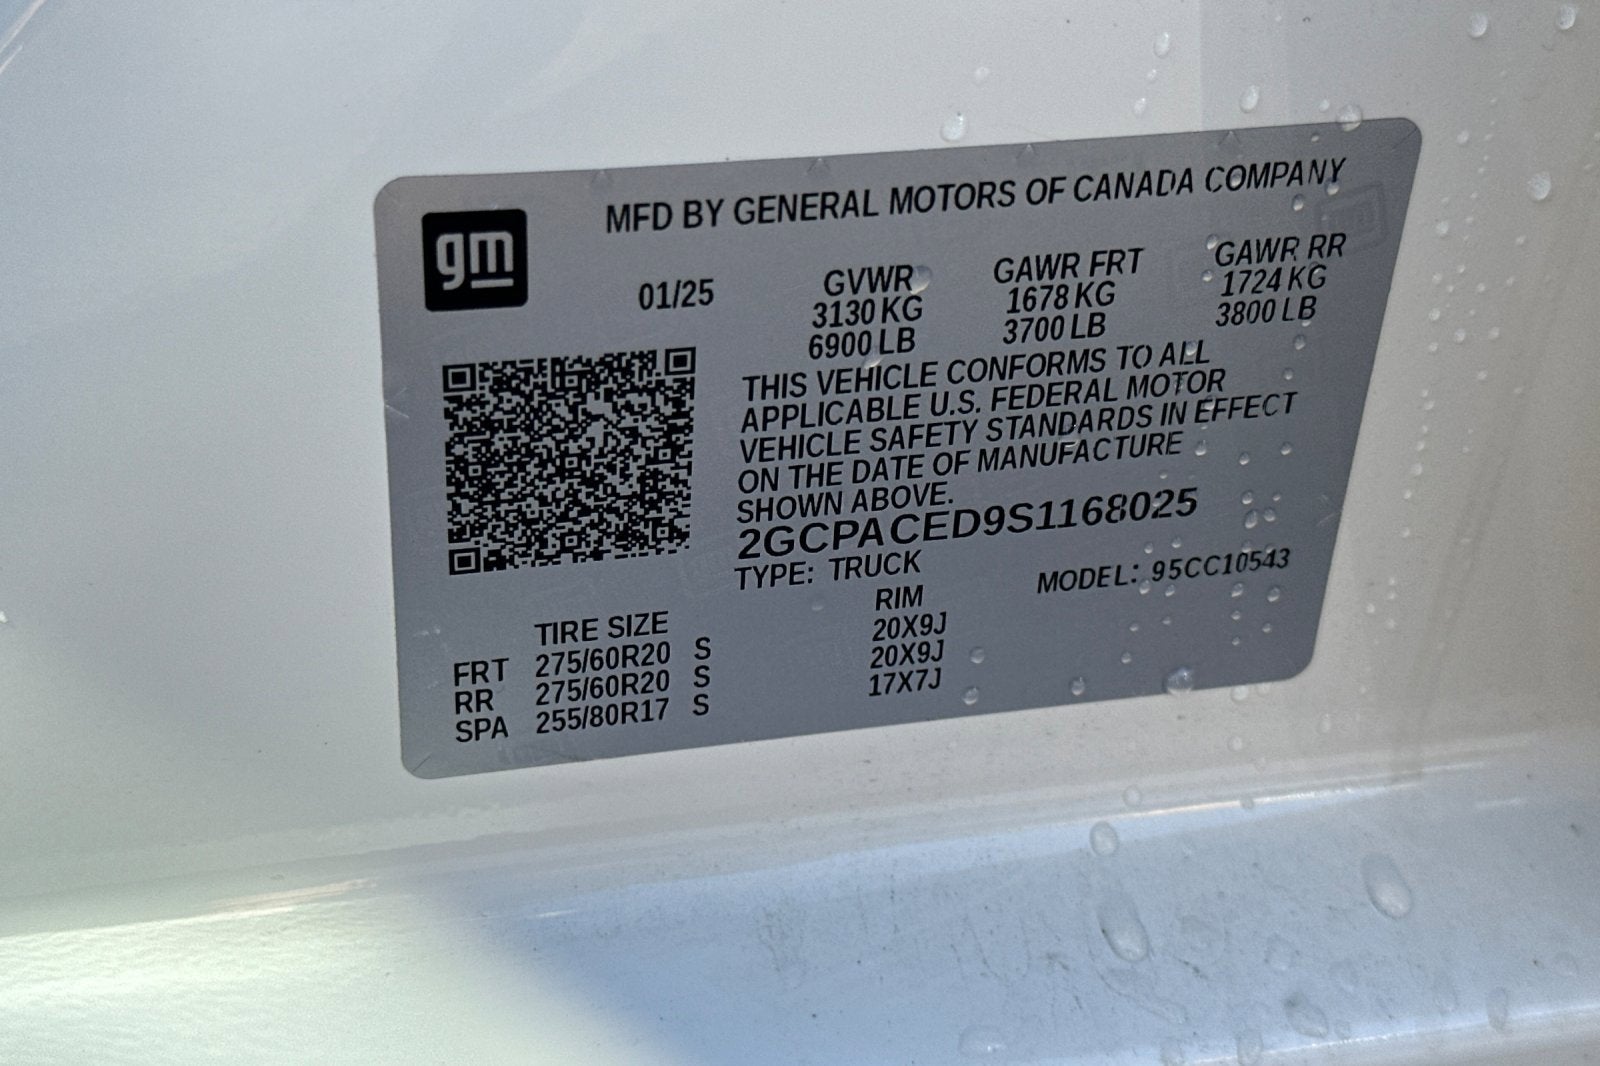 gm
MFD BY GENERAL MOTORS OF CANADA COMPANY
01/25
GVWR GAWR FRT GAWR RR
3130 KG 1678 KG 1724 KG
6900 LB 3700 LB 3800 LB
THIS VEHICLE CONFORMS TO ALL
APPLICABLE U.S. FEDERAL MOTOR
VEHICLE SAFETY STANDARDS IN EFFECT
ON THE DATE OF MANUFACTURE
SHOWN ABOVE.
2GCPACED9S1168025
TYPE: TRUCK MODEL: 95CC10543
TIRE SIZE RIM
FRT 275/60R20 S 20X9J
RR 275/60R20 S 20X9J
SPA 255/80R17 S 17X7J